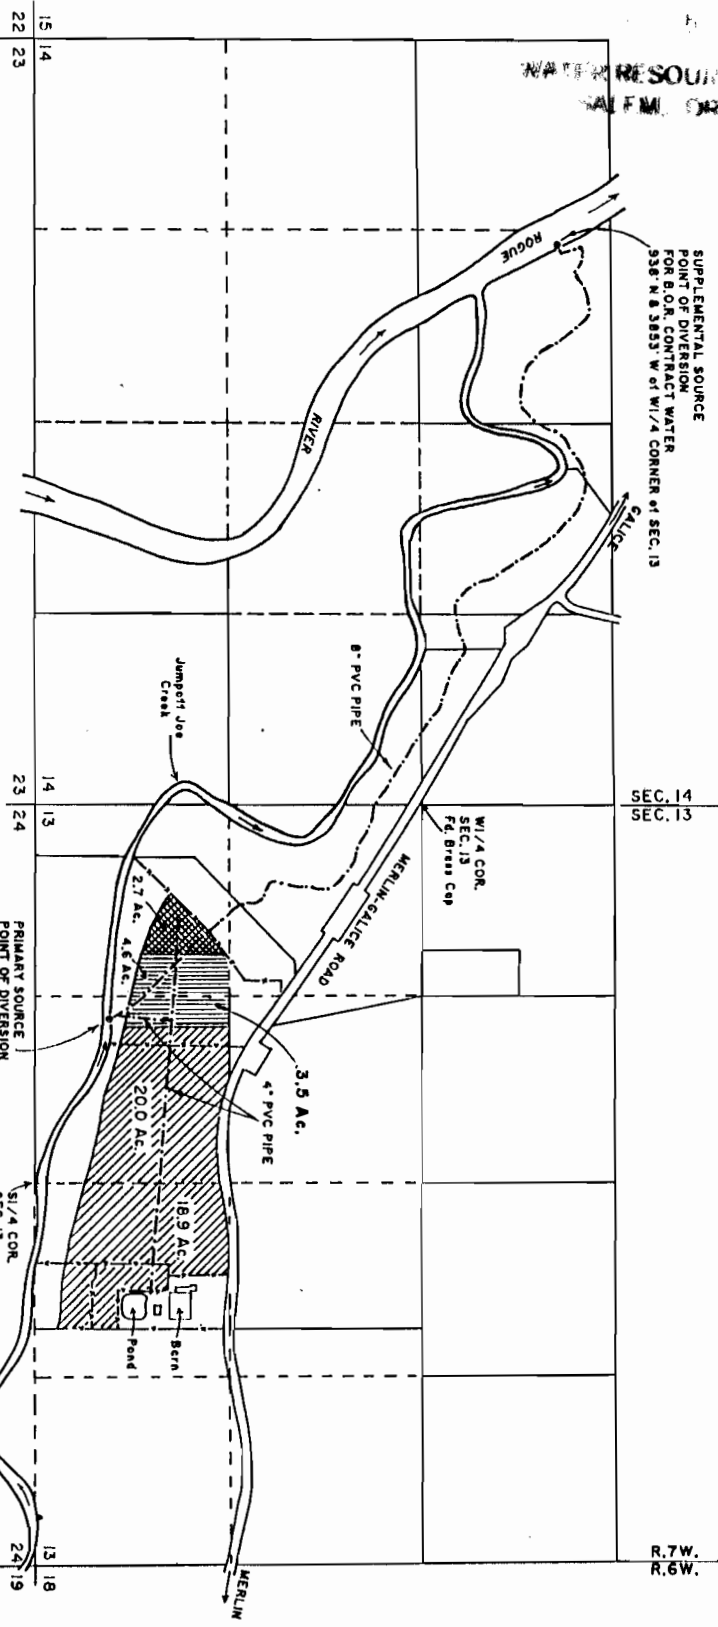 WATER RESOU
SALEM, OR
SUPPLEMENTAL SOURCE
POINT OF DIVERSION
FOR B.O.R. CONTRACT WATER
938' N & 3853' W of W1/4 CORNER of SEC. 13
15 14
22 23
ROGUE
RIVER
GALICE
8" PVC PIPE
Jumpoff Joe
Creek
14 13
23 24
SEC. 14
SEC. 13
W1/4 COR.
SEC. 13
Fd. Brass Cap
MERLIN-GALICE ROAD
2.7 Ac.
4.6 Ac.
3.5 Ac.
4" PVC PIPE
20.0 Ac.
18.9 Ac.
PRIMARY SOURCE
POINT OF DIVERSION
S1/4 COR.
Pond
Barn
MERLIN
13 18
24 19
R.7W.
R.6W.